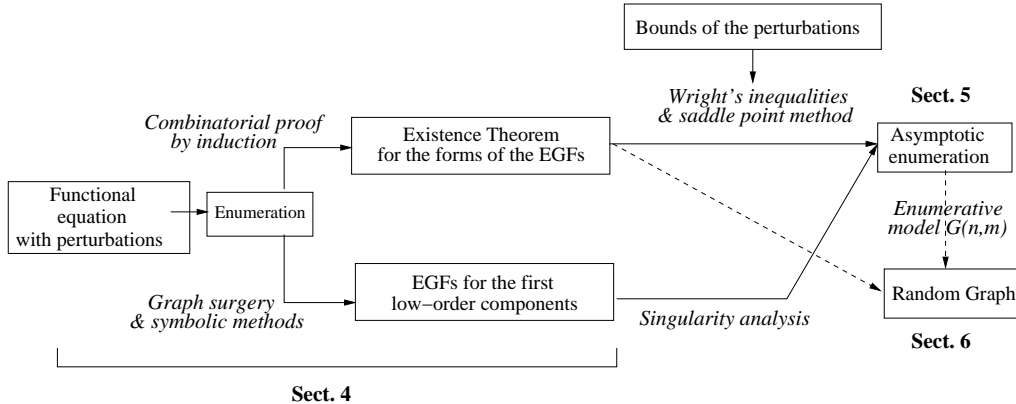 Bounds of the perturbations
Wright's inequalities
& saddle point method
Sect. 5
Combinatorial proof
by induction
Existence Theorem
for the forms of the EGFs
Asymptotic
enumeration
Functional
equation
with perturbations
Enumeration
Enumerative
model G(n,m)
Graph surgery
& symbolic methods
EGFs for the first
low−order components
Singularity analysis
Random Graph
Sect. 6
Sect. 4